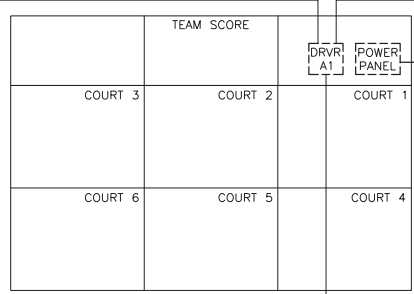 TEAM SCORE
DRVR A1
POWER PANEL
COURT 3
COURT 2
COURT 1
COURT 6
COURT 5
COURT 4